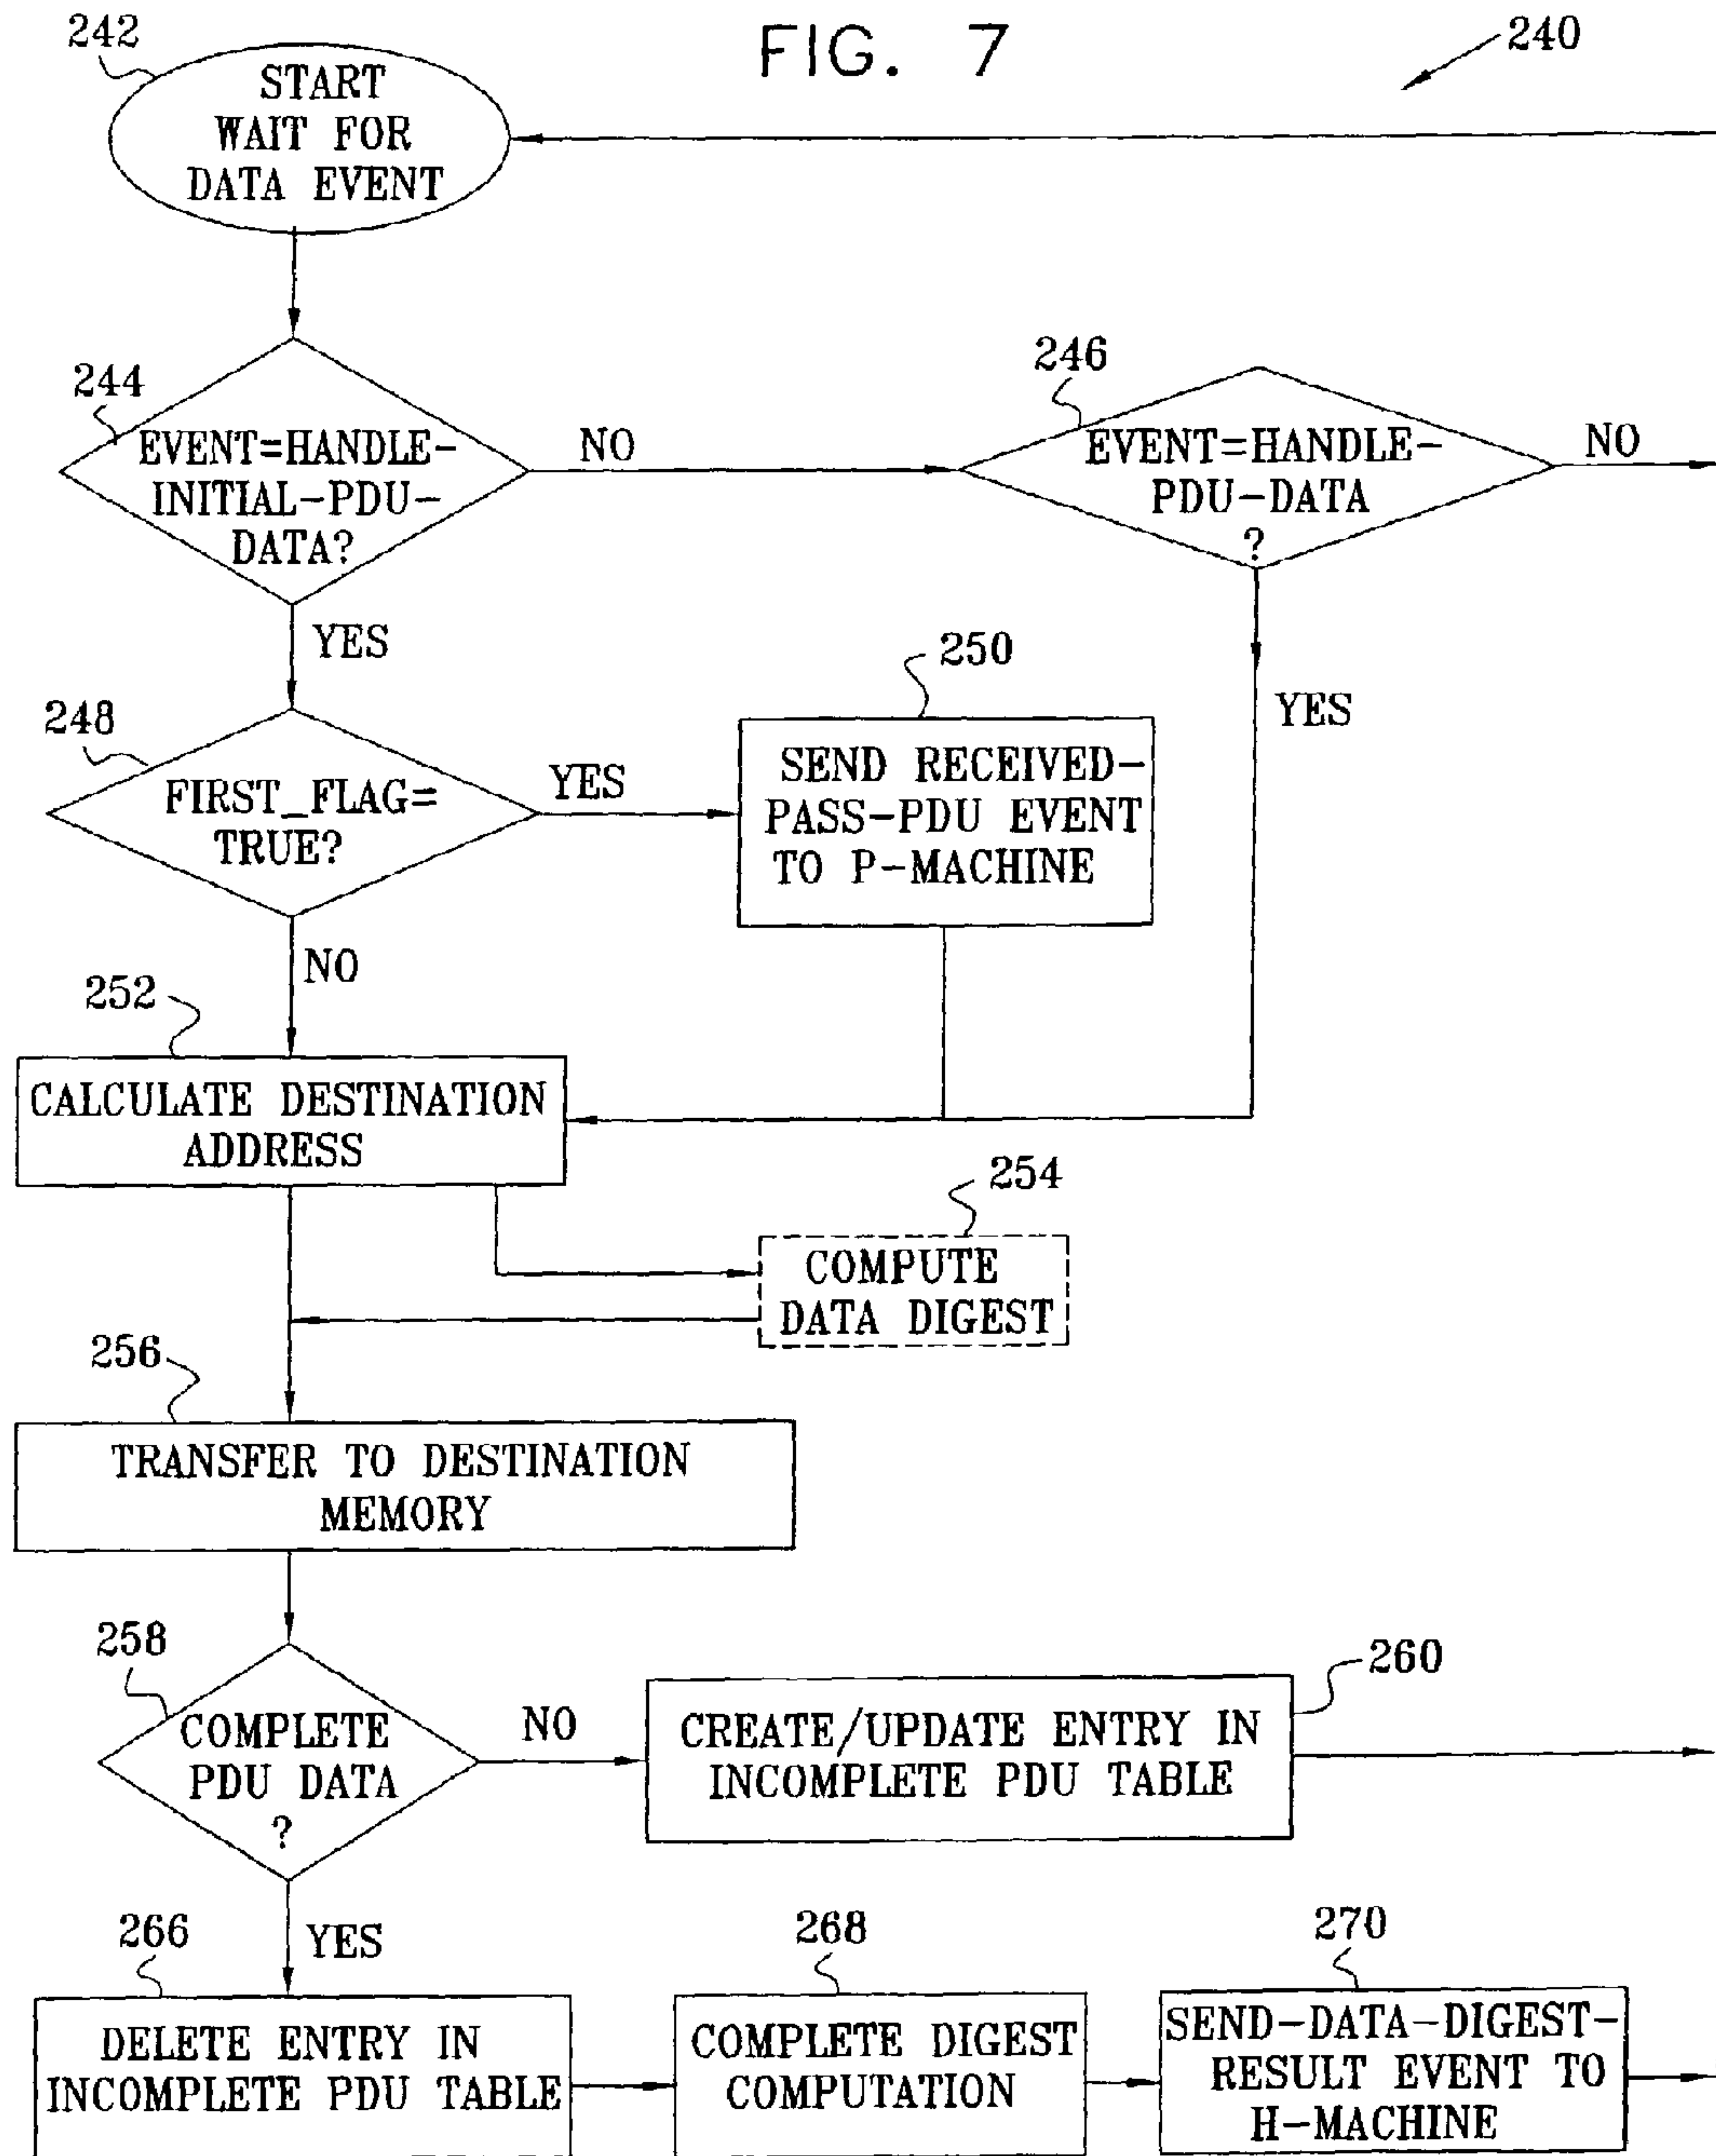 FIG. 7
240
242
START
WAIT FOR
DATA EVENT
244
EVENT=HANDLE-
INITIAL-PDU-
DATA?
NO
246
EVENT=HANDLE-
PDU-DATA
?
NO
YES
YES
248
FIRST_FLAG=
TRUE?
YES
250
SEND RECEIVED-
PASS-PDU EVENT
TO P-MACHINE
NO
252
CALCULATE DESTINATION
ADDRESS
254
COMPUTE
DATA DIGEST
256
TRANSFER TO DESTINATION
MEMORY
258
COMPLETE
PDU DATA
?
NO
260
CREATE/UPDATE ENTRY IN
INCOMPLETE PDU TABLE
YES
266
DELETE ENTRY IN
INCOMPLETE PDU TABLE
268
COMPLETE DIGEST
COMPUTATION
270
SEND-DATA-DIGEST-
RESULT EVENT TO
H-MACHINE